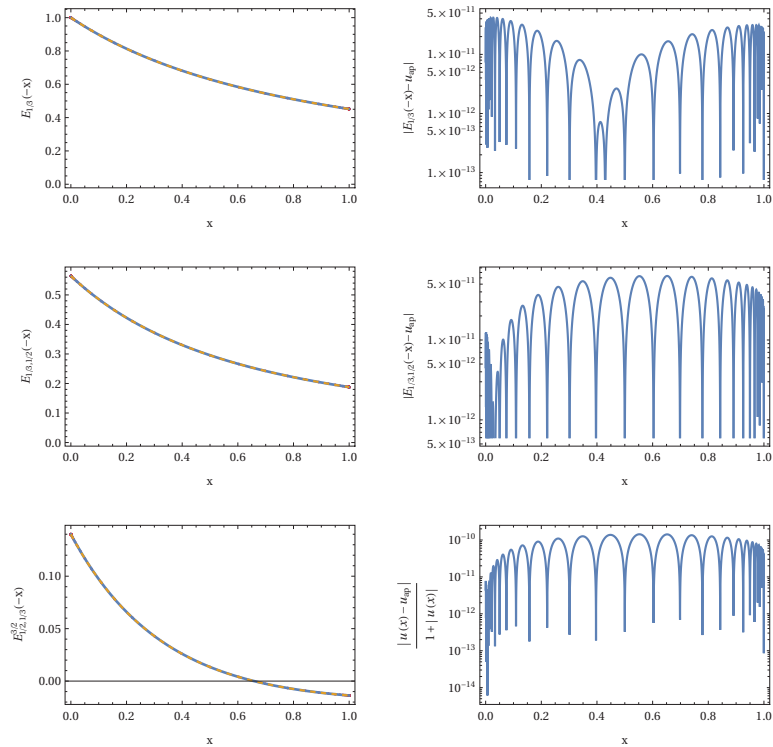 1.0
0.8
0.6
0.4
0.2
0.0
E1/3(−x)
0.0 0.2 0.4 0.6 0.8 1.0
x
5.×10−11
1.×10−11
5.×10−12
1.×10−12
5.×10−13
1.×10−13
|E1/3(−x)−uap|
0.0 0.2 0.4 0.6 0.8 1.0
x
0.5
0.4
0.3
0.2
0.1
0.0
E1/3,1/2(−x)
0.0 0.2 0.4 0.6 0.8 1.0
x
5.×10−11
1.×10−11
5.×10−12
1.×10−12
5.×10−13
|E1/3,1/2(−x)−uap|
0.0 0.2 0.4 0.6 0.8 1.0
x
0.10
0.05
0.00
E3/21/2,1/3(−x)
0.0 0.2 0.4 0.6 0.8 1.0
x
10−10
10−11
10−12
10−13
10−14
|u(x)−uap|
1+|u(x)|
0.0 0.2 0.4 0.6 0.8 1.0
x